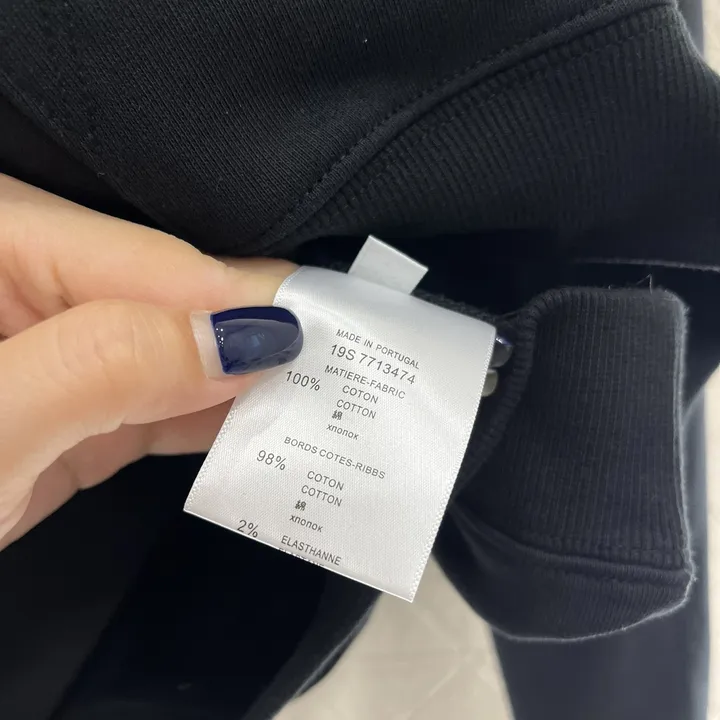 MADE IN PORTUGAL
19S 7713474
MATIERE-FABRIC
100% COTON
COTTON
綿
хлопок
BORDS COTES-RIBBS
98% COTON
COTTON
綿
хлопок
2% ELASTHANNE